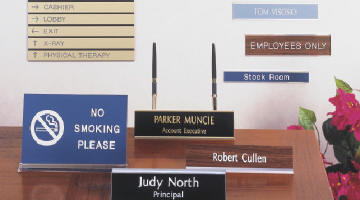 → CASHIER
→ LOBBY
← EXIT
↑ X-RAY
↑ PHYSICAL THERAPY
TOM VISOSIO
EMPLOYEES ONLY
Stock Room
PARKER MUNCIE
Account Executive
NO
SMOKING
PLEASE
Robert Cullen
Judy North
Principal